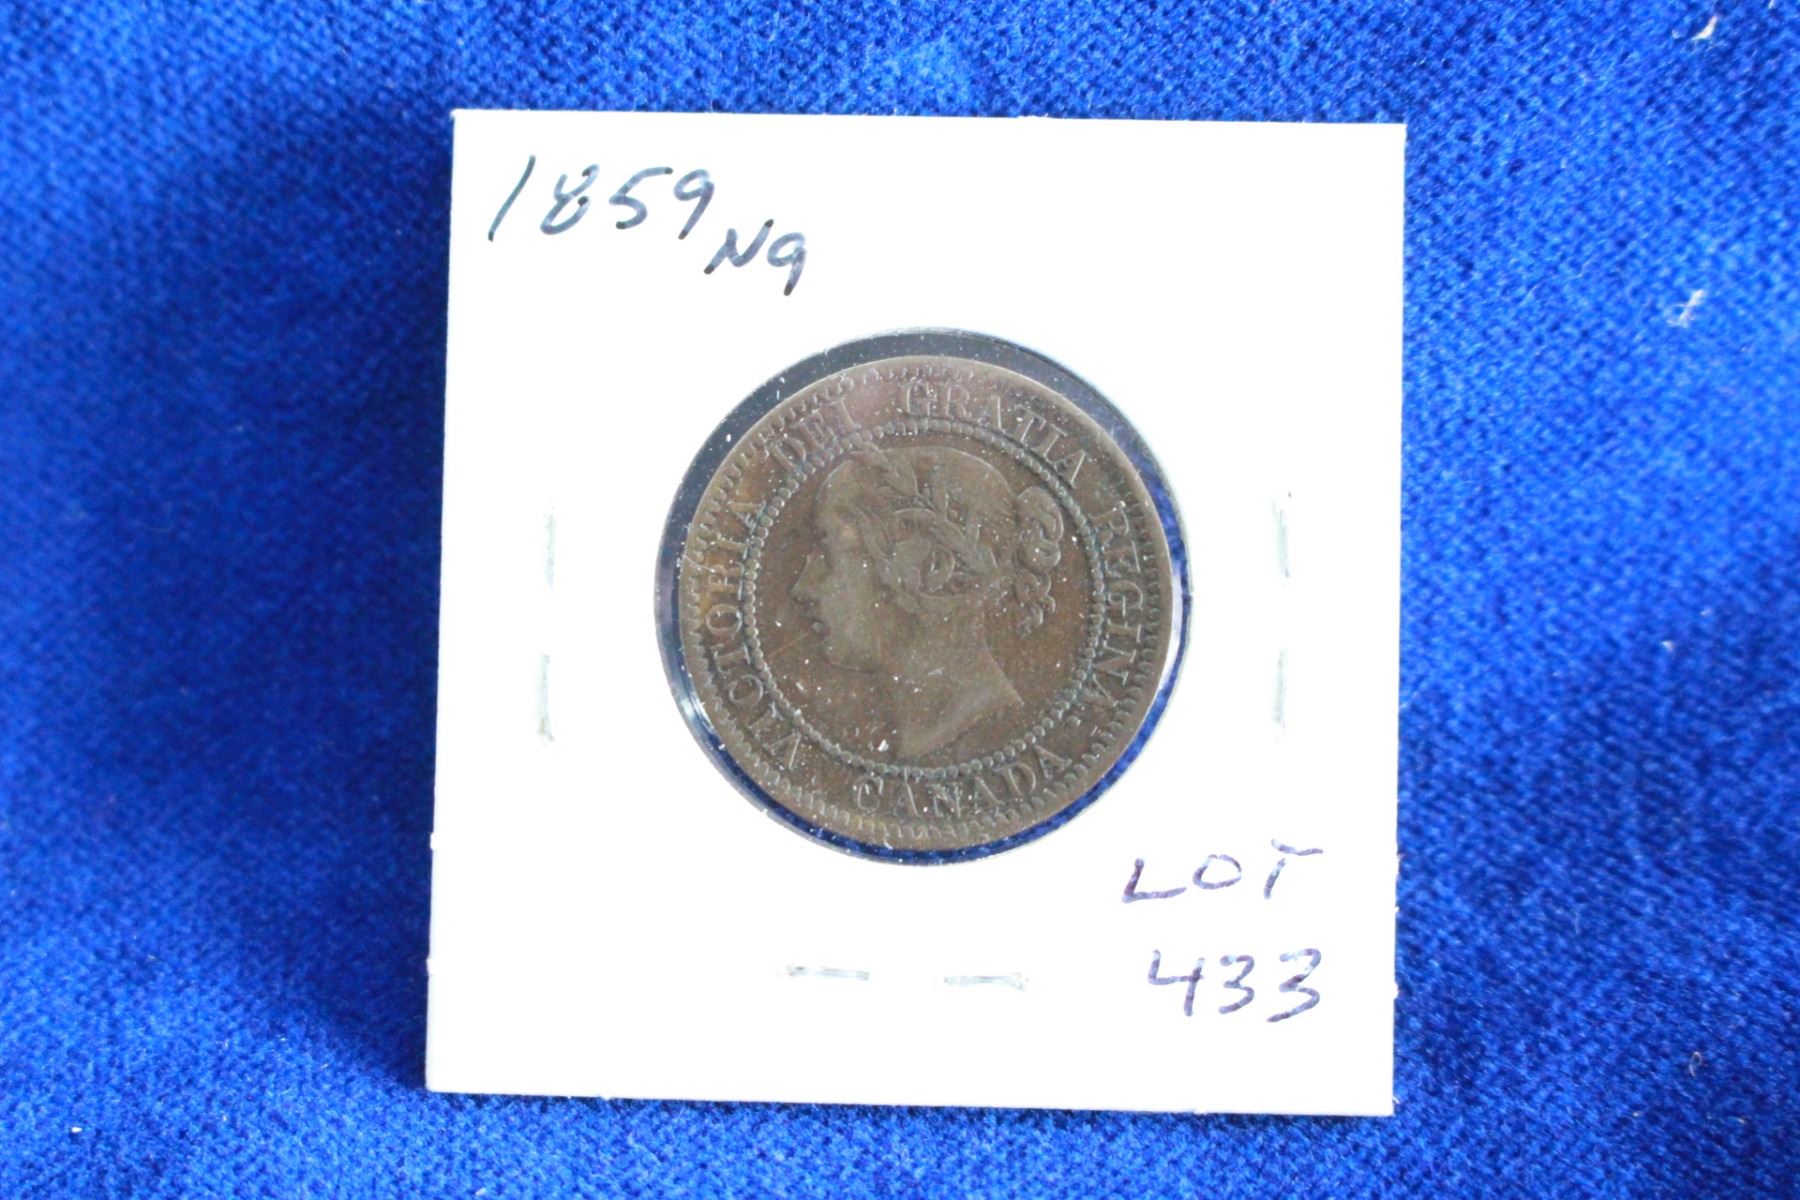 1859 N9
VICTORIA DEI GRATIA REGINA.
CANADA
LOT
433